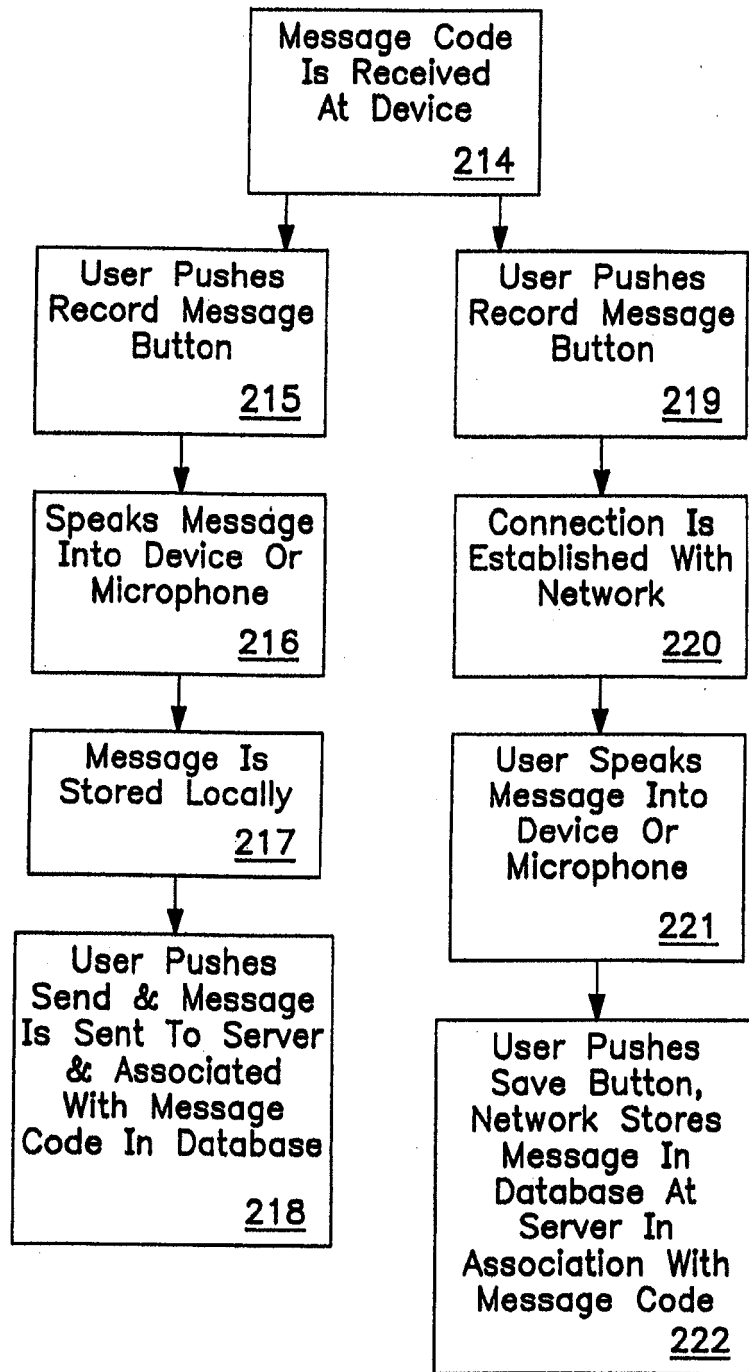 Message Code
Is Received
At Device
214
User Pushes
Record Message
Button
215
Speaks Message
Into Device Or
Microphone
216
Message Is
Stored Locally
217
User Pushes
Send & Message
Is Sent To Server
& Associated
With Message
Code In Database
218
User Pushes
Record Message
Button
219
Connection Is
Established With
Network
220
User Speaks
Message Into
Device Or
Microphone
221
User Pushes
Save Button,
Network Stores
Message In
Database At
Server In
Association With
Message Code
222